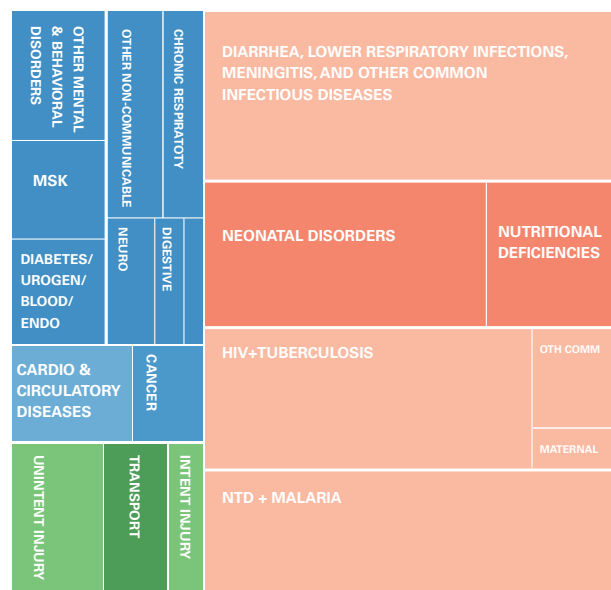 OTHER MENTAL
& BEHAVIORAL
DISORDERS
OTHER NON-COMMUNICABLE
CHRONIC RESPIRATOTY
DIARRHEA, LOWER RESPIRATORY INFECTIONS,
MENINGITIS, AND OTHER COMMON
INFECTIOUS DISEASES
MSK
NEONATAL DISORDERS
NUTRITIONAL
DEFICIENCIES
DIABETES/
UROGEN/
BLOOD/
ENDO
NEURO
DIGESTIVE
HIV+TUBERCULOSIS
OTH COMM
MATERNAL
CARDIO &
CIRCULATORY
DISEASES
CANCER
UNINTENT INJURY
TRANSPORT
INTENT INJURY
NTD + MALARIA